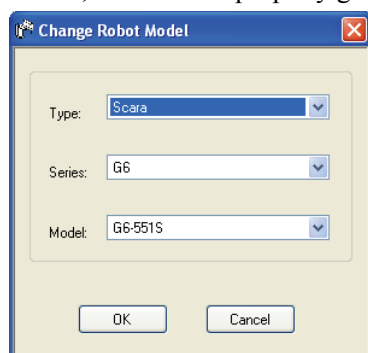 Change Robot Model
Type: Scara
Series: G6
Model: G6-551S
OK Cancel